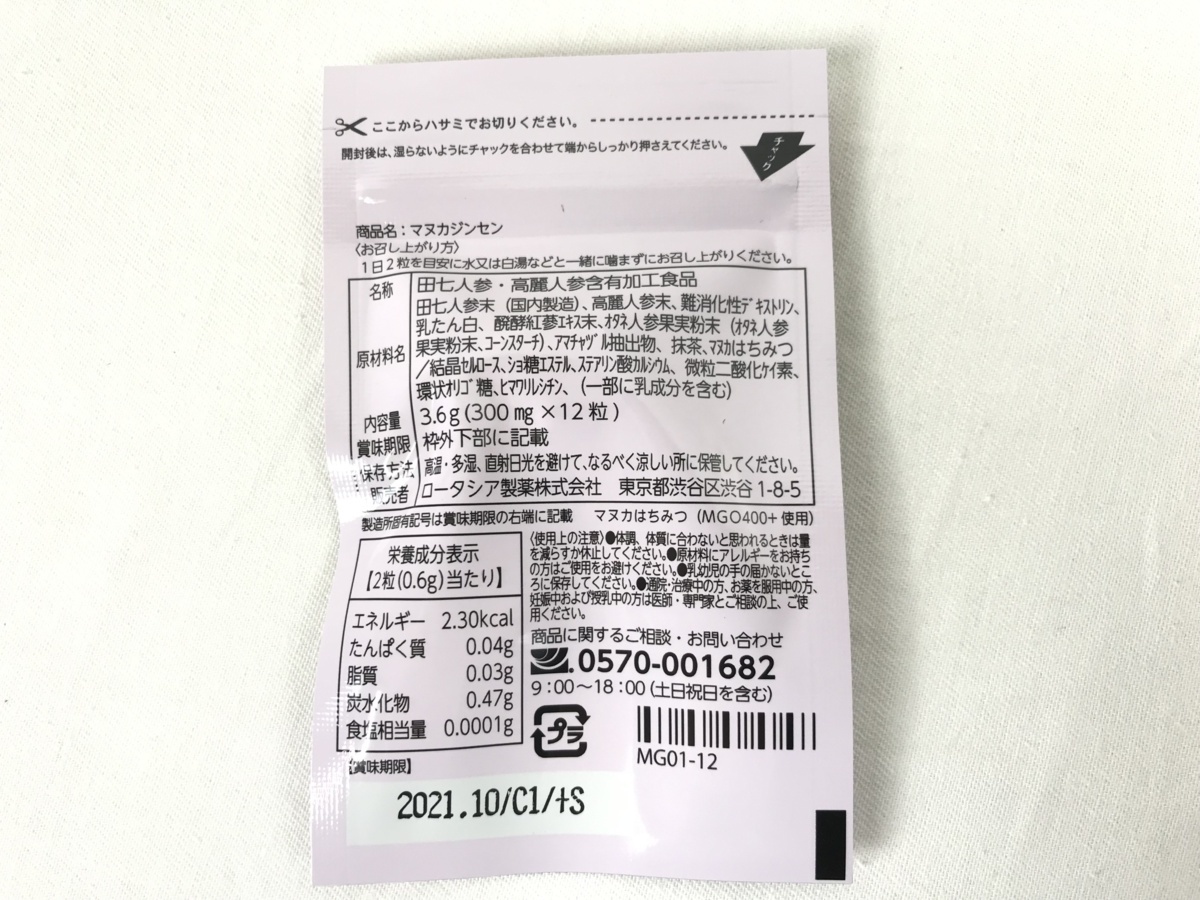 ここからハサミでお切りください。
開封後は、湿らないようにチャックを合わせて端からしっかり押さえてください。
チャック
商品名：マヌカジンセン
〈お召し上がり方〉
1日2粒を目安に水又は白湯などと一緒に噛まずにお召し上がりください。
名称 田七人参・高麗人参含有加工食品
原材料名 田七人参末（国内製造）、高麗人参末、難消化性デキストリン、
乳たん白、醗酵紅蔘エキス末、オタネ人参果実粉末（オタネ人参
果実粉末、コーンスターチ）、アマチャヅル抽出物、抹茶、マヌカはちみつ
／結晶セルロース、ショ糖エステル、ステアリン酸カルシウム、微粒二酸化ケイ素、
環状オリゴ糖、ヒマワリレシチン、（一部に乳成分を含む）
内容量 3.6g(300㎎×12粒)
賞味期限 枠外下部に記載
保存方法 高温・多湿、直射日光を避けて、なるべく涼しい所に保管してください。
販売者 ロータシア製薬株式会社 東京都渋谷区渋谷1-8-5
製造所固有記号は賞味期限の右端に記載 マヌカはちみつ（MGO400+使用）
栄養成分表示
【2粒(0.6g)当たり】
エネルギー 2.30kcal
たんぱく質 0.04g
脂質 0.03g
炭水化物 0.47g
食塩相当量 0.0001g
〈使用上の注意〉●体調、体質に合わないと思われるときは量
を減らすか休止してください。●原材料にアレルギーをお持ち
の方はご使用をお避けください。●乳幼児の手の届かないとこ
ろに保存してください。●通院・治療中の方、お薬を服用中の方、
妊娠中および授乳中の方は医師・専門家とご相談の上、ご使
用ください。
商品に関するご相談・お問い合わせ
0570-001682
9：00～18：00（土日祝日を含む）
プラ
MG01-12
【賞味期限】
2021.10/C1/+S